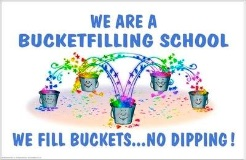 WE ARE A
BUCKETFILLING SCHOOL
WE FILL BUCKETS...NO DIPPING!